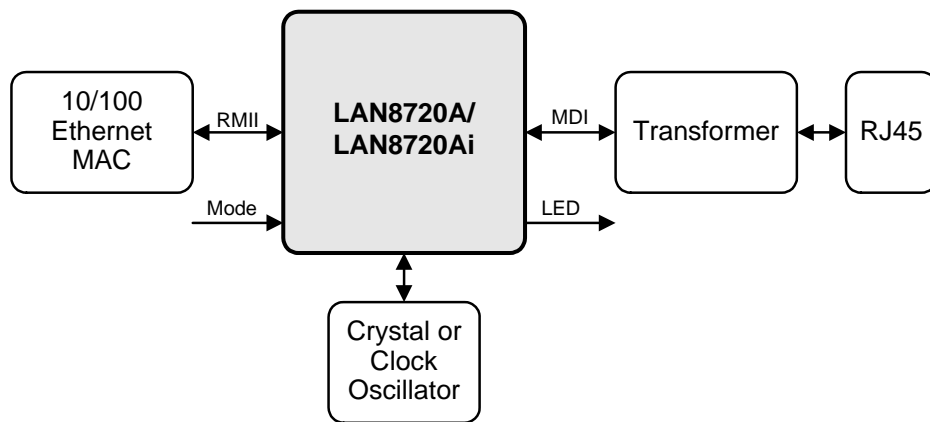 10/100
Ethernet
MAC
RMII
LAN8720A/
LAN8720Ai
MDI
Transformer
RJ45
Mode
LED
Crystal or
Clock
Oscillator